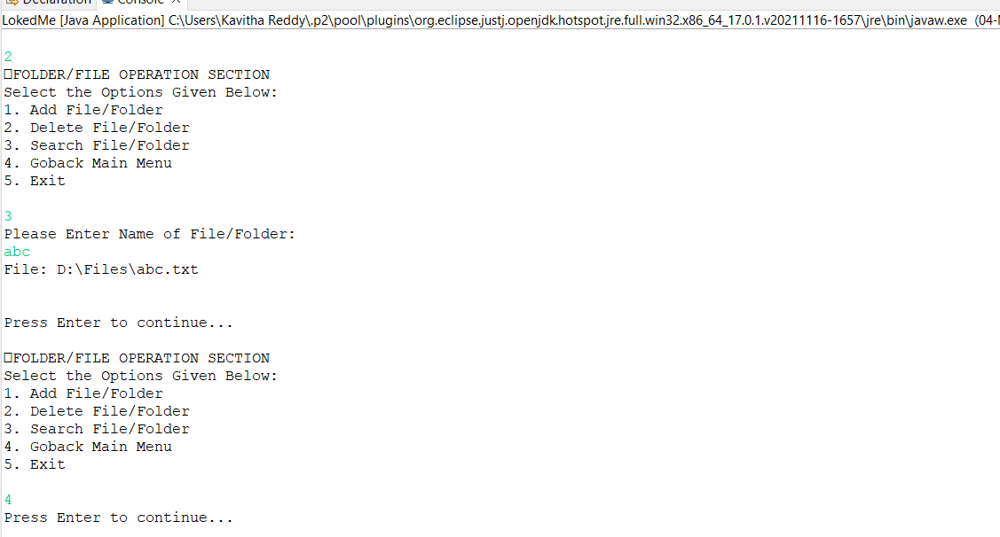 Declaration Console
LokedMe [Java Application] C:\Users\Kavitha Reddy\.p2\pool\plugins\org.eclipse.justj.openjdk.hotspot.jre.full.win32.x86_64_17.0.1.v20211116-1657\jre\bin\javaw.exe (04-
2
□FOLDER/FILE OPERATION SECTION
Select the Options Given Below:
1. Add File/Folder
2. Delete File/Folder
3. Search File/Folder
4. Goback Main Menu
5. Exit
3
Please Enter Name of File/Folder:
abc
File: D:\Files\abc.txt
Press Enter to continue...
□FOLDER/FILE OPERATION SECTION
Select the Options Given Below:
1. Add File/Folder
2. Delete File/Folder
3. Search File/Folder
4. Goback Main Menu
5. Exit
4
Press Enter to continue...